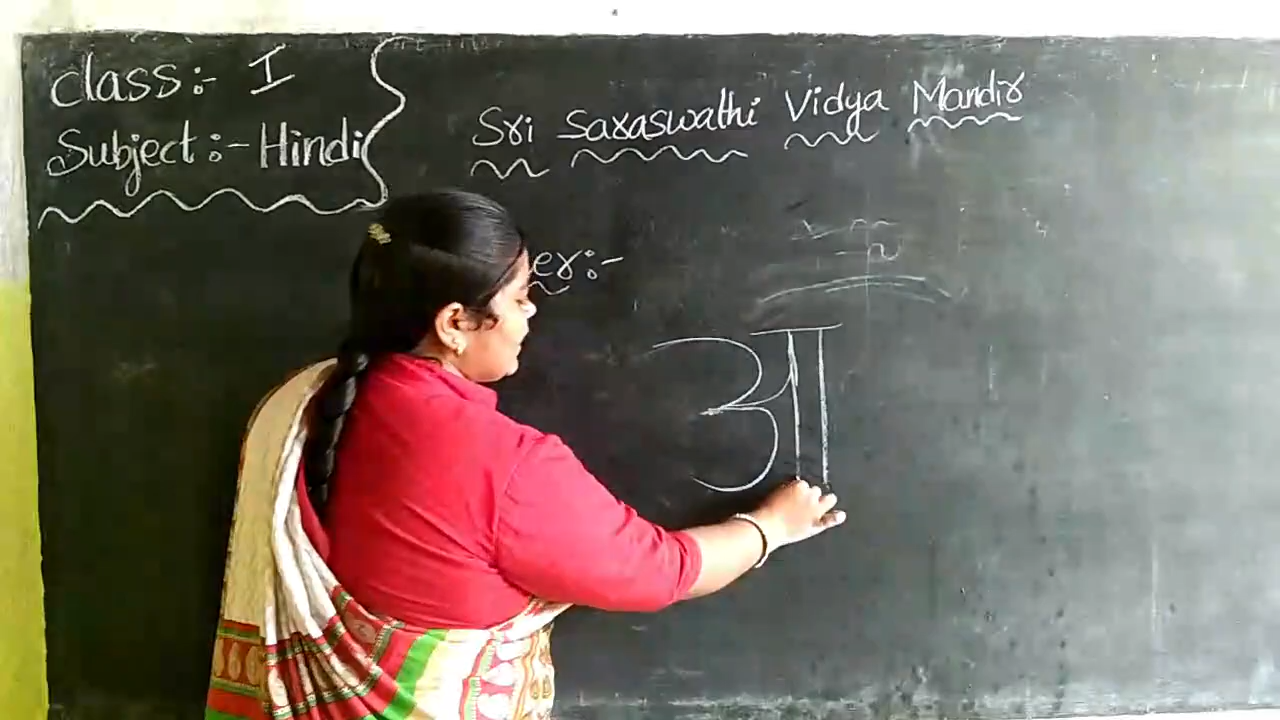 Class:- I
Subject:- Hindi
Sri Saraswathi Vidya Mandir
er:-
आ